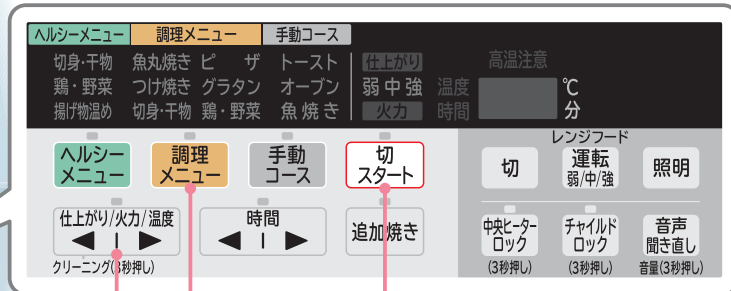 ヘルシーメニュー 調理メニュー 手動コース
切身・干物 魚丸焼き ピザ トースト 仕上がり 高温注意
鶏・野菜 つけ焼き グラタン オーブン 弱 中 強 温度 ℃
揚げ物温め 切身・干物 鶏・野菜 魚焼き 火力 時間 分
レンジフード
ヘルシー
メニュー
調理
メニュー
手動
コース
切
スタート
切
運転
弱/中/強
照明
仕上がり/火力/温度
時間
追加焼き
中央ヒーター
ロック
チャイルド
ロック
音声
聞き直し
クリーニング(3秒押し)
(3秒押し)
(3秒押し)
音量(3秒押し)